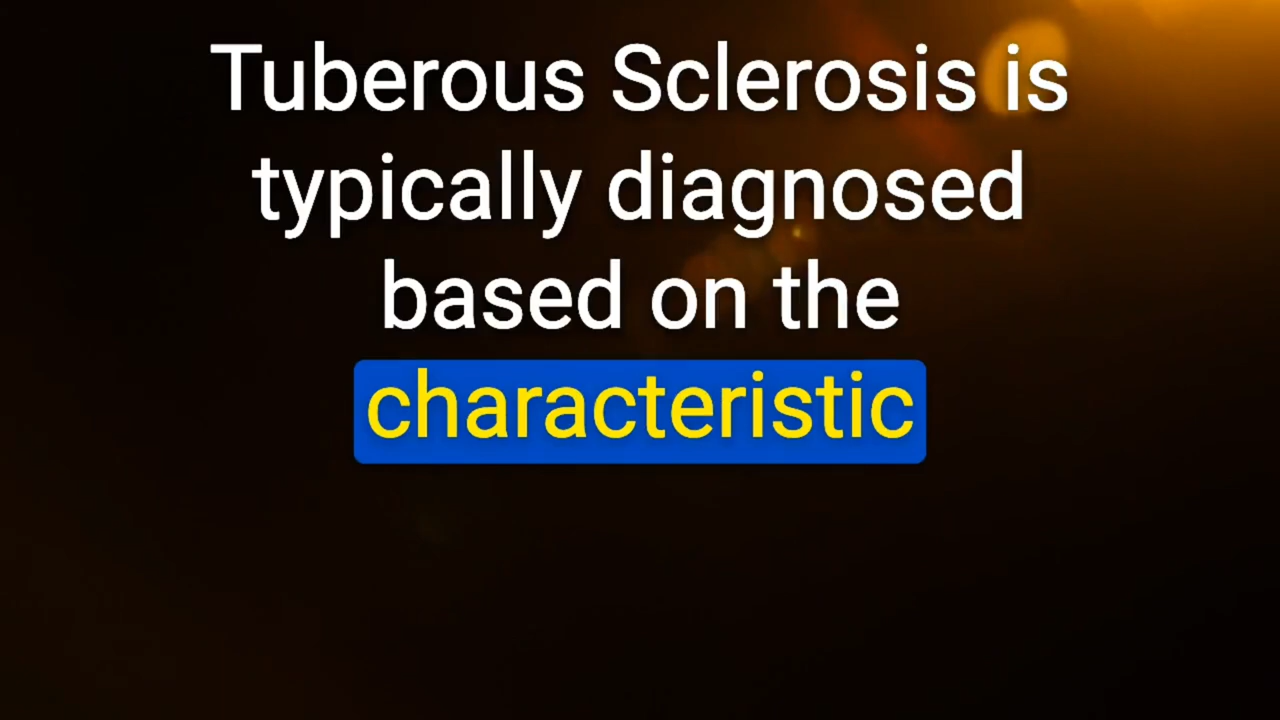 Tuberous Sclerosis is
typically diagnosed
based on the
characteristic